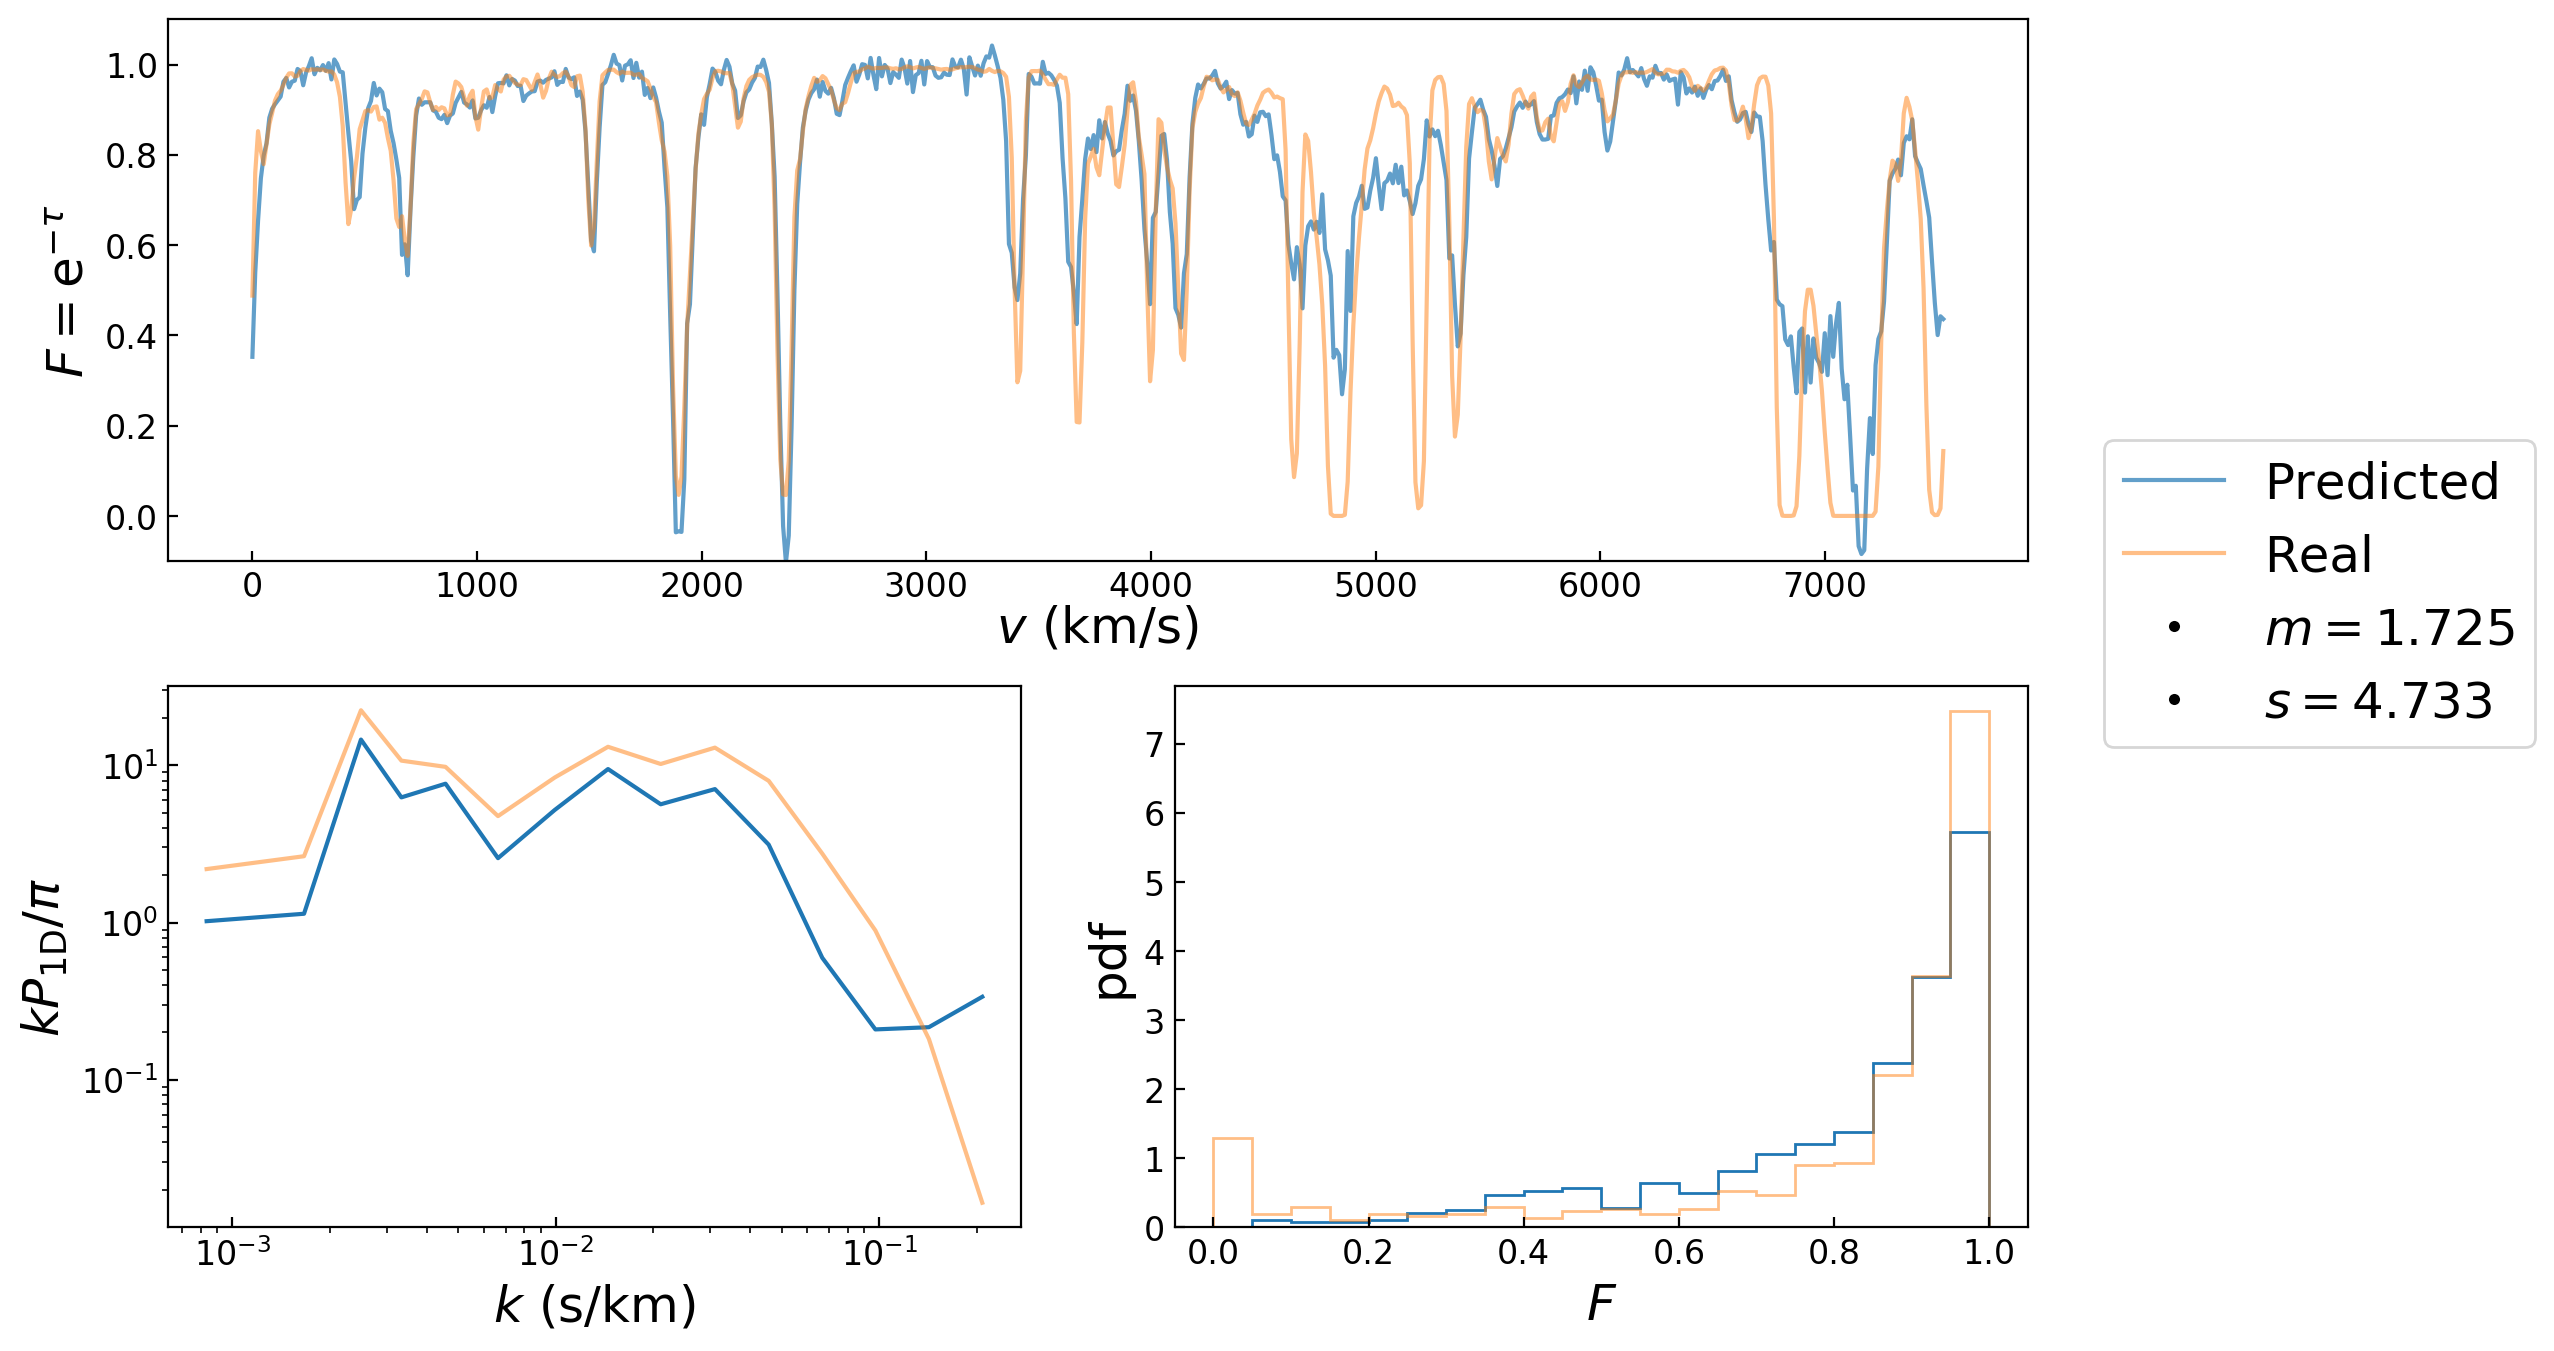 1.0
0.8
0.6
0.4
0.2
0.0
F = e^{−τ}
0 1000 2000 3000 4000 5000 6000 7000
v (km/s)
Predicted
Real
m = 1.725
s = 4.733
10^1
10^0
10^{−1}
kP_{1D}/π
10^{−3} 10^{−2} 10^{−1}
k (s/km)
7
6
5
4
3
2
1
0
pdf
0.0 0.2 0.4 0.6 0.8 1.0
F